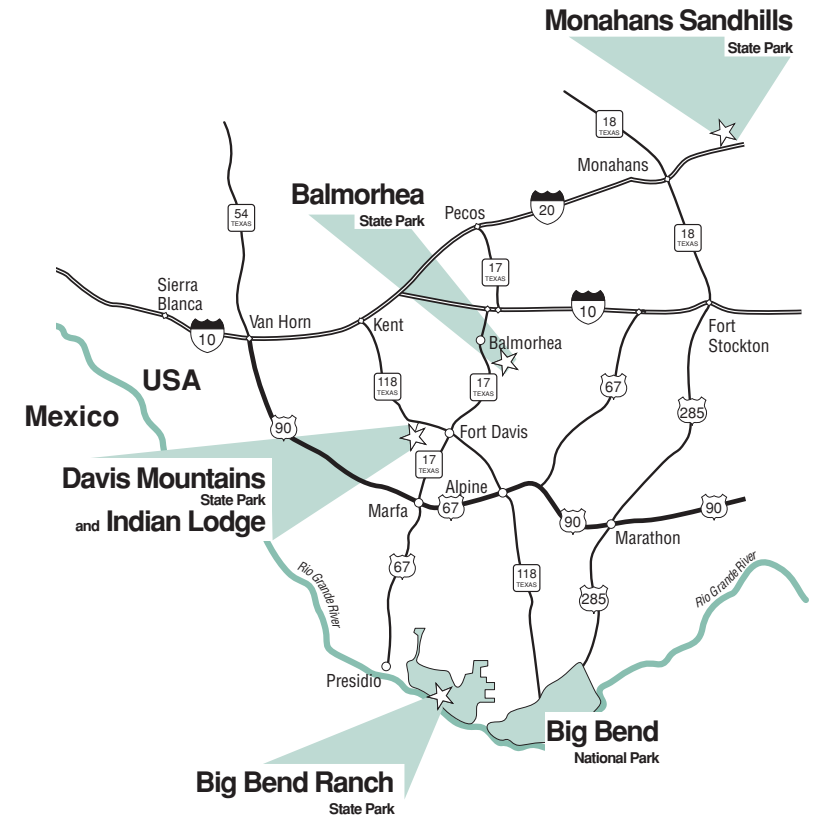 Monahans Sandhills
State Park
18
TEXAS
Monahans
Balmorhea
State Park
54
TEXAS
Pecos
20
18
TEXAS
17
TEXAS
Sierra
Blanca
10
Van Horn
Kent
10
Fort
Stockton
Balmorhea
USA
Mexico
118
TEXAS
17
TEXAS
67
285
90
Fort Davis
Davis Mountains
State Park
and Indian Lodge
17
TEXAS
Alpine
Marfa
67
90
90
Marathon
67
118
TEXAS
285
Rio Grande River
Rio Grande River
Presidio
Big Bend
National Park
Big Bend Ranch
State Park